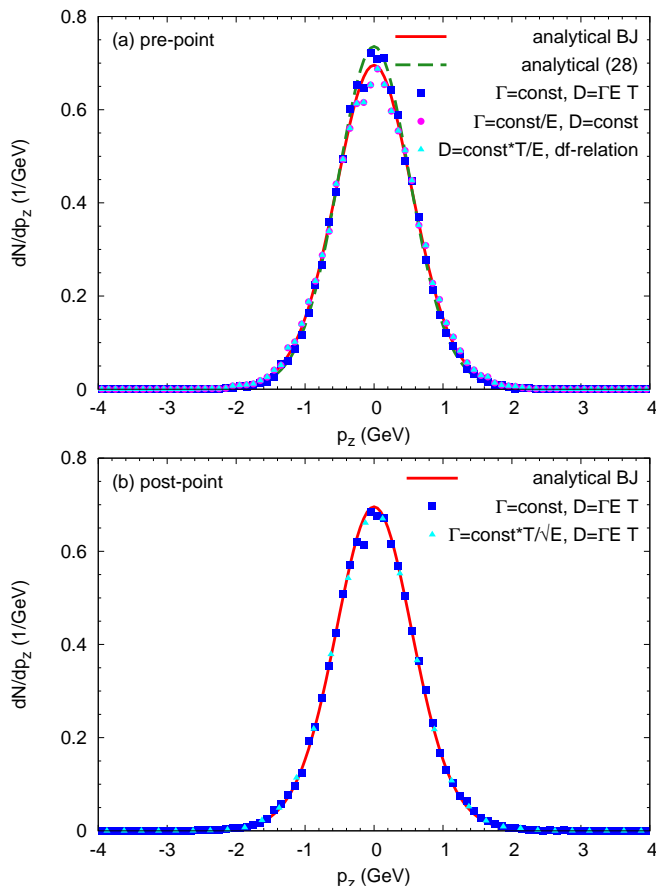 (a) pre-point
analytical BJ
analytical (28)
Γ=const, D=ΓE T
Γ=const/E, D=const
D=const*T/E, df-relation
dN/dp_z (1/GeV)
0.8
0.6
0.4
0.2
0
-4 -3 -2 -1 0 1 2 3 4
p_z (GeV)
(b) post-point
analytical BJ
Γ=const, D=ΓE T
Γ=const*T/√E, D=ΓE T
dN/dp_z (1/GeV)
0.8
0.6
0.4
0.2
0
-4 -3 -2 -1 0 1 2 3 4
p_z (GeV)